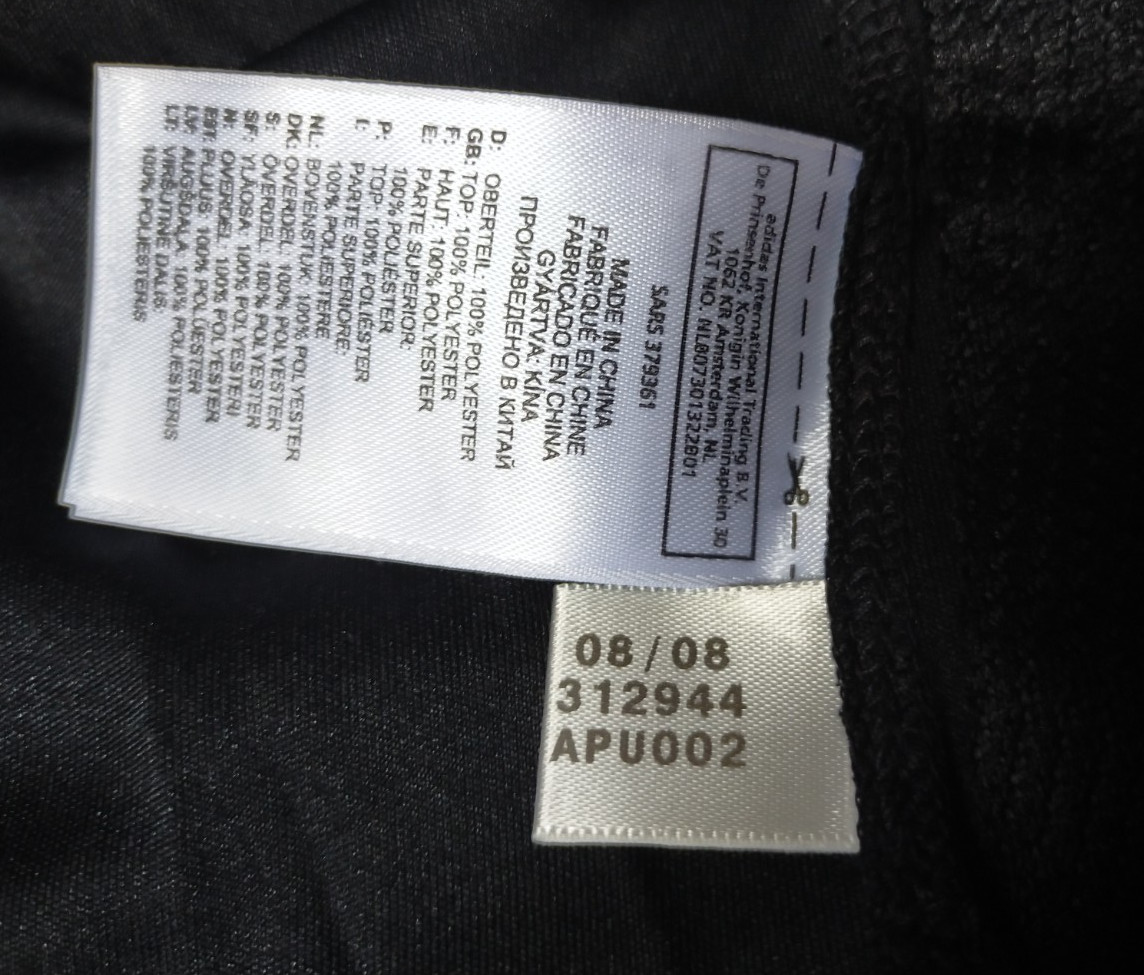 adidas International Trading B.V.
De Prinsenhof, Konigin Wilhelminaplein 30
1062 KR Amsterdam, NL
VAT NO. NL807301322B01
SARS 379361
MADE IN CHINA
FABRIQUÉ EN CHINE
FABRICADO EN CHINA
GYÁRTVA: KÍNA
ПРОИЗВЕДЕНО В КИТАЙ
D: OBERTEIL: 100% POLYESTER
GB: TOP: 100% POLYESTER
F: HAUT: 100% POLYESTER
E: PARTE SUPERIOR:
100% POLIÉSTER
P: TOP: 100% POLIÉSTER
I: PARTE SUPERIORE:
100% POLIESTERE
NL: BOVENSTUK: 100% POLYESTER
DK: OVERDEL: 100% POLYESTER
S: ÖVERDEL: 100% POLYESTER
SF: YLÄOSA: 100% POLYESTERI
N: OVERDEL: 100% POLYESTER
EST: PLUUS: 100% POLÜESTER
LV: AUGŠDAĻA: 100% POLIESTERIS
LT: VIRŠUTINĖ DALIS:
100% POLIESTERIS
08/08
312944
APU002